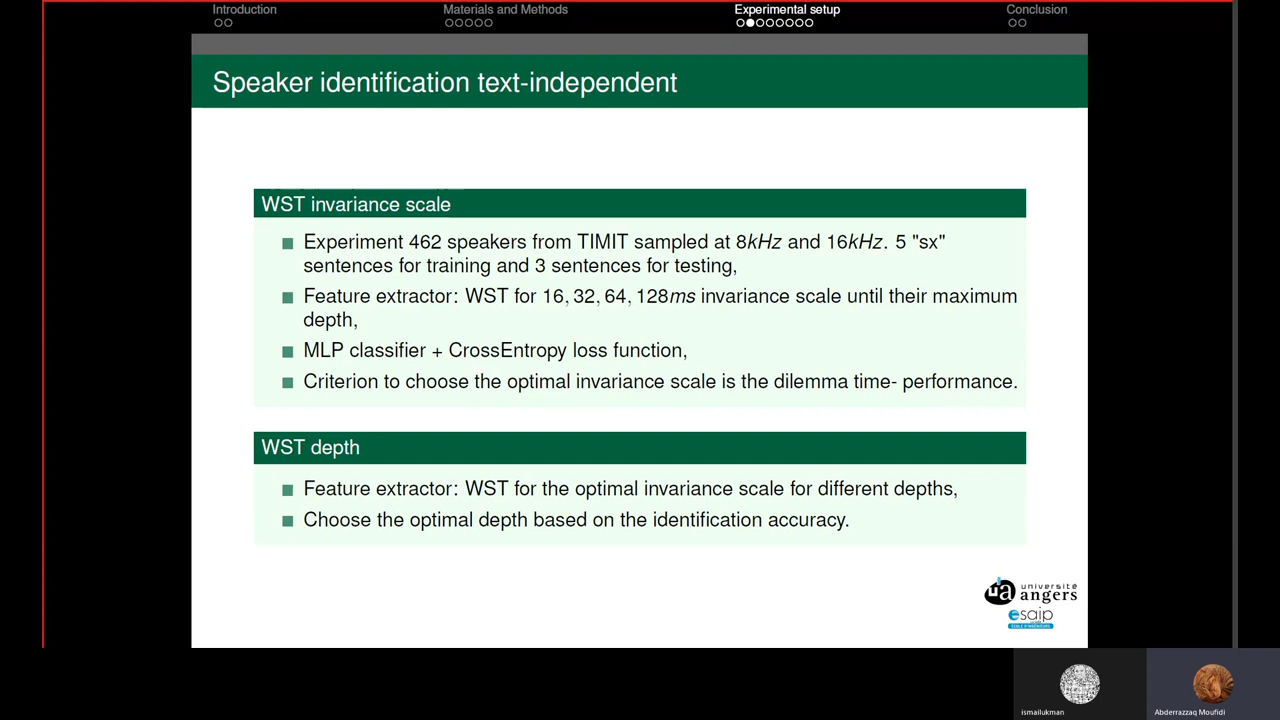 Introduction
Materials and Methods
Experimental setup
Conclusion
Speaker identification text-independent
WST invariance scale
Experiment 462 speakers from TIMIT sampled at 8kHz and 16kHz. 5 "sx"
sentences for training and 3 sentences for testing,
Feature extractor: WST for 16, 32, 64, 128ms invariance scale until their maximum
depth,
MLP classifier + CrossEntropy loss function,
Criterion to choose the optimal invariance scale is the dilemma time- performance.
WST depth
Feature extractor: WST for the optimal invariance scale for different depths,
Choose the optimal depth based on the identification accuracy.
ua université
angers
esaip
ÉCOLE D'INGÉNIEURS
ismailukman
Abderrazzaq Moufidi